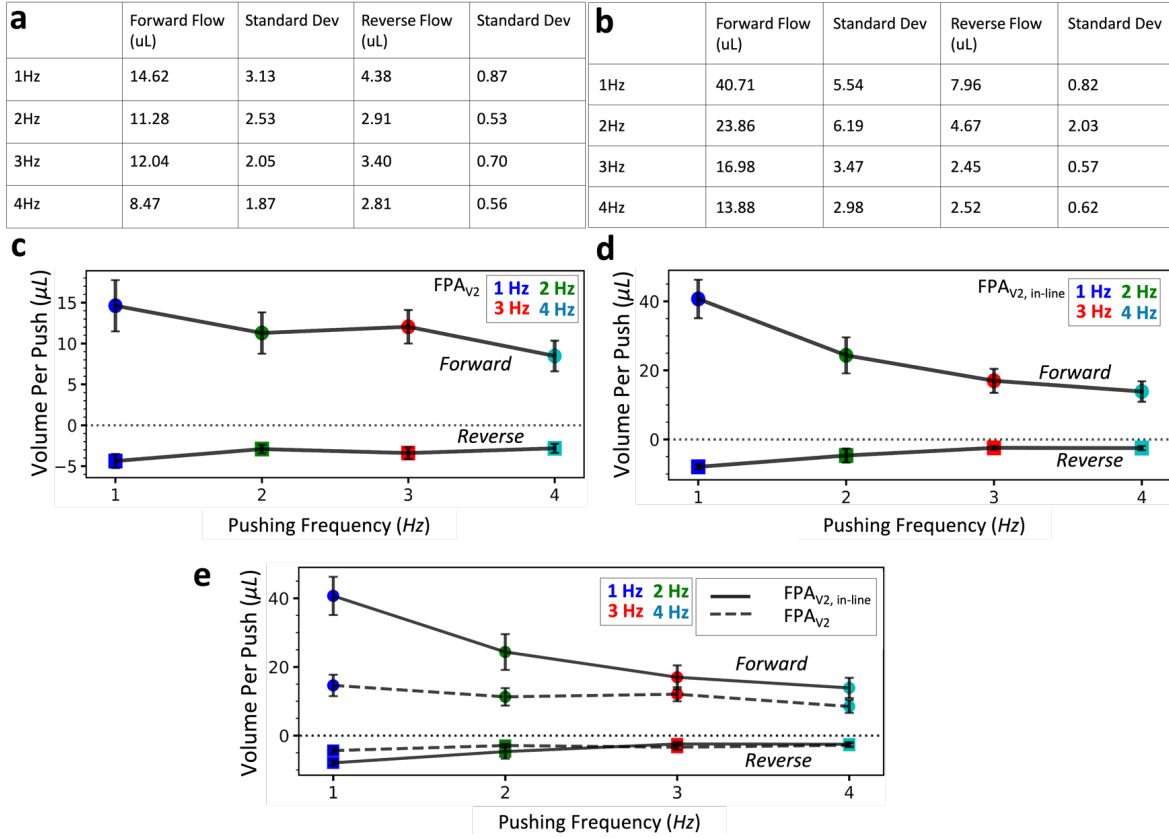 a
Forward Flow (uL) Standard Dev Reverse Flow (uL) Standard Dev
1Hz 14.62 3.13 4.38 0.87
2Hz 11.28 2.53 2.91 0.53
3Hz 12.04 2.05 3.40 0.70
4Hz 8.47 1.87 2.81 0.56
b
Forward Flow (uL) Standard Dev Reverse Flow (uL) Standard Dev
1Hz 40.71 5.54 7.96 0.82
2Hz 23.86 6.19 4.67 2.03
3Hz 16.98 3.47 2.45 0.57
4Hz 13.88 2.98 2.52 0.62
c
Volume Per Push (μL)
15
10
5
0
−5
FPAV2
1 Hz 2 Hz
3 Hz 4 Hz
Forward
Reverse
1 2 3 4
Pushing Frequency (Hz)
d
Volume Per Push (μL)
40
20
0
FPAV2, in-line
1 Hz 2 Hz
3 Hz 4 Hz
Forward
Reverse
1 2 3 4
Pushing Frequency (Hz)
e
Volume Per Push (μL)
40
20
0
1 Hz 2 Hz
3 Hz 4 Hz
FPAV2, in-line
FPAV2
Forward
Reverse
1 2 3 4
Pushing Frequency (Hz)